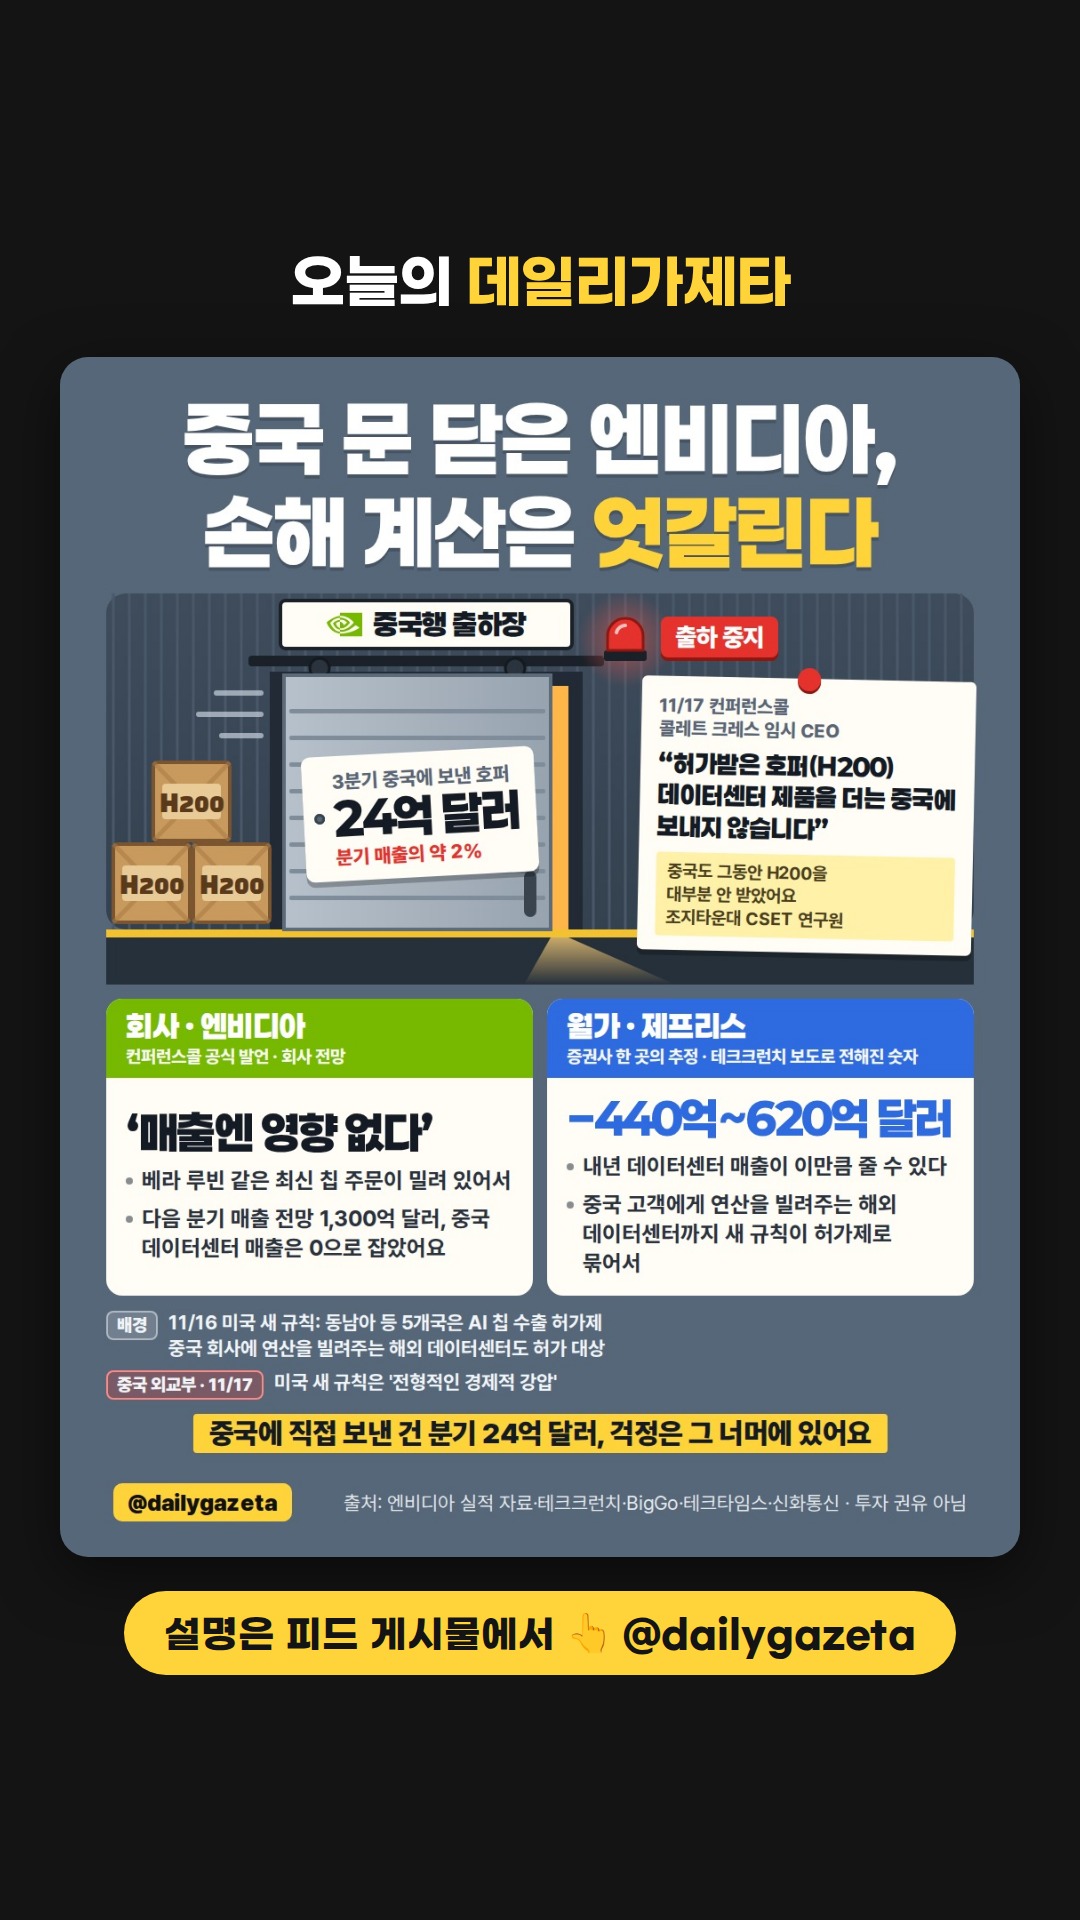 오늘의 데일리가제타
중국 문 닫은 엔비디아,
손해 계산은 엇갈린다
중국행 출하장
출하 중지
H200
H200 H200
3분기 중국에 보낸 호퍼
24억 달러
분기 매출의 약 2%
11/17 컨퍼런스콜
콜레트 크레스 임시 CEO
“허가받은 호퍼(H200)
데이터센터 제품을 더는 중국에
보내지 않습니다”
중국도 그동안 H200을
대부분 안 받았어요
조지타운대 CSET 연구원
회사 · 엔비디아
컨퍼런스콜 공식 발언 · 회사 전망
‘매출엔 영향 없다’
• 베라 루빈 같은 최신 칩 주문이 밀려 있어서
• 다음 분기 매출 전망 1,300억 달러, 중국
데이터센터 매출은 0으로 잡았어요
월가 · 제프리스
증권사 한 곳의 추정 · 테크크런치 보도로 전해진 숫자
−440억~620억 달러
• 내년 데이터센터 매출이 이만큼 줄 수 있다
• 중국 고객에게 연산을 빌려주는 해외
데이터센터까지 새 규칙이 허가제로
묶어서
배경 11/16 미국 새 규칙: 동남아 등 5개국은 AI 칩 수출 허가제
중국 회사에 연산을 빌려주는 해외 데이터센터도 허가 대상
중국 외교부 · 11/17 미국 새 규칙은 '전형적인 경제적 강압'
중국에 직접 보낸 건 분기 24억 달러, 걱정은 그 너머에 있어요
@dailygazeta 출처: 엔비디아 실적 자료·테크크런치·BigGo·테크타임스·신화통신 · 투자 권유 아님
설명은 피드 게시물에서 👆 @dailygazeta